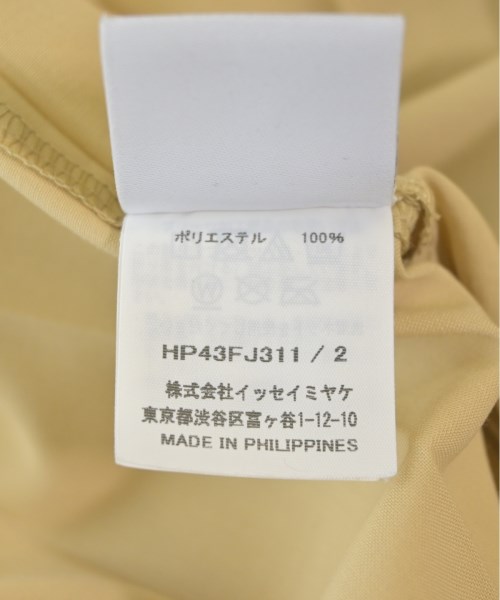 ポリエステル 100%
HP43FJ311 / 2
株式会社イッセイミヤケ
東京都渋谷区富ヶ谷1-12-10
MADE IN PHILIPPINES